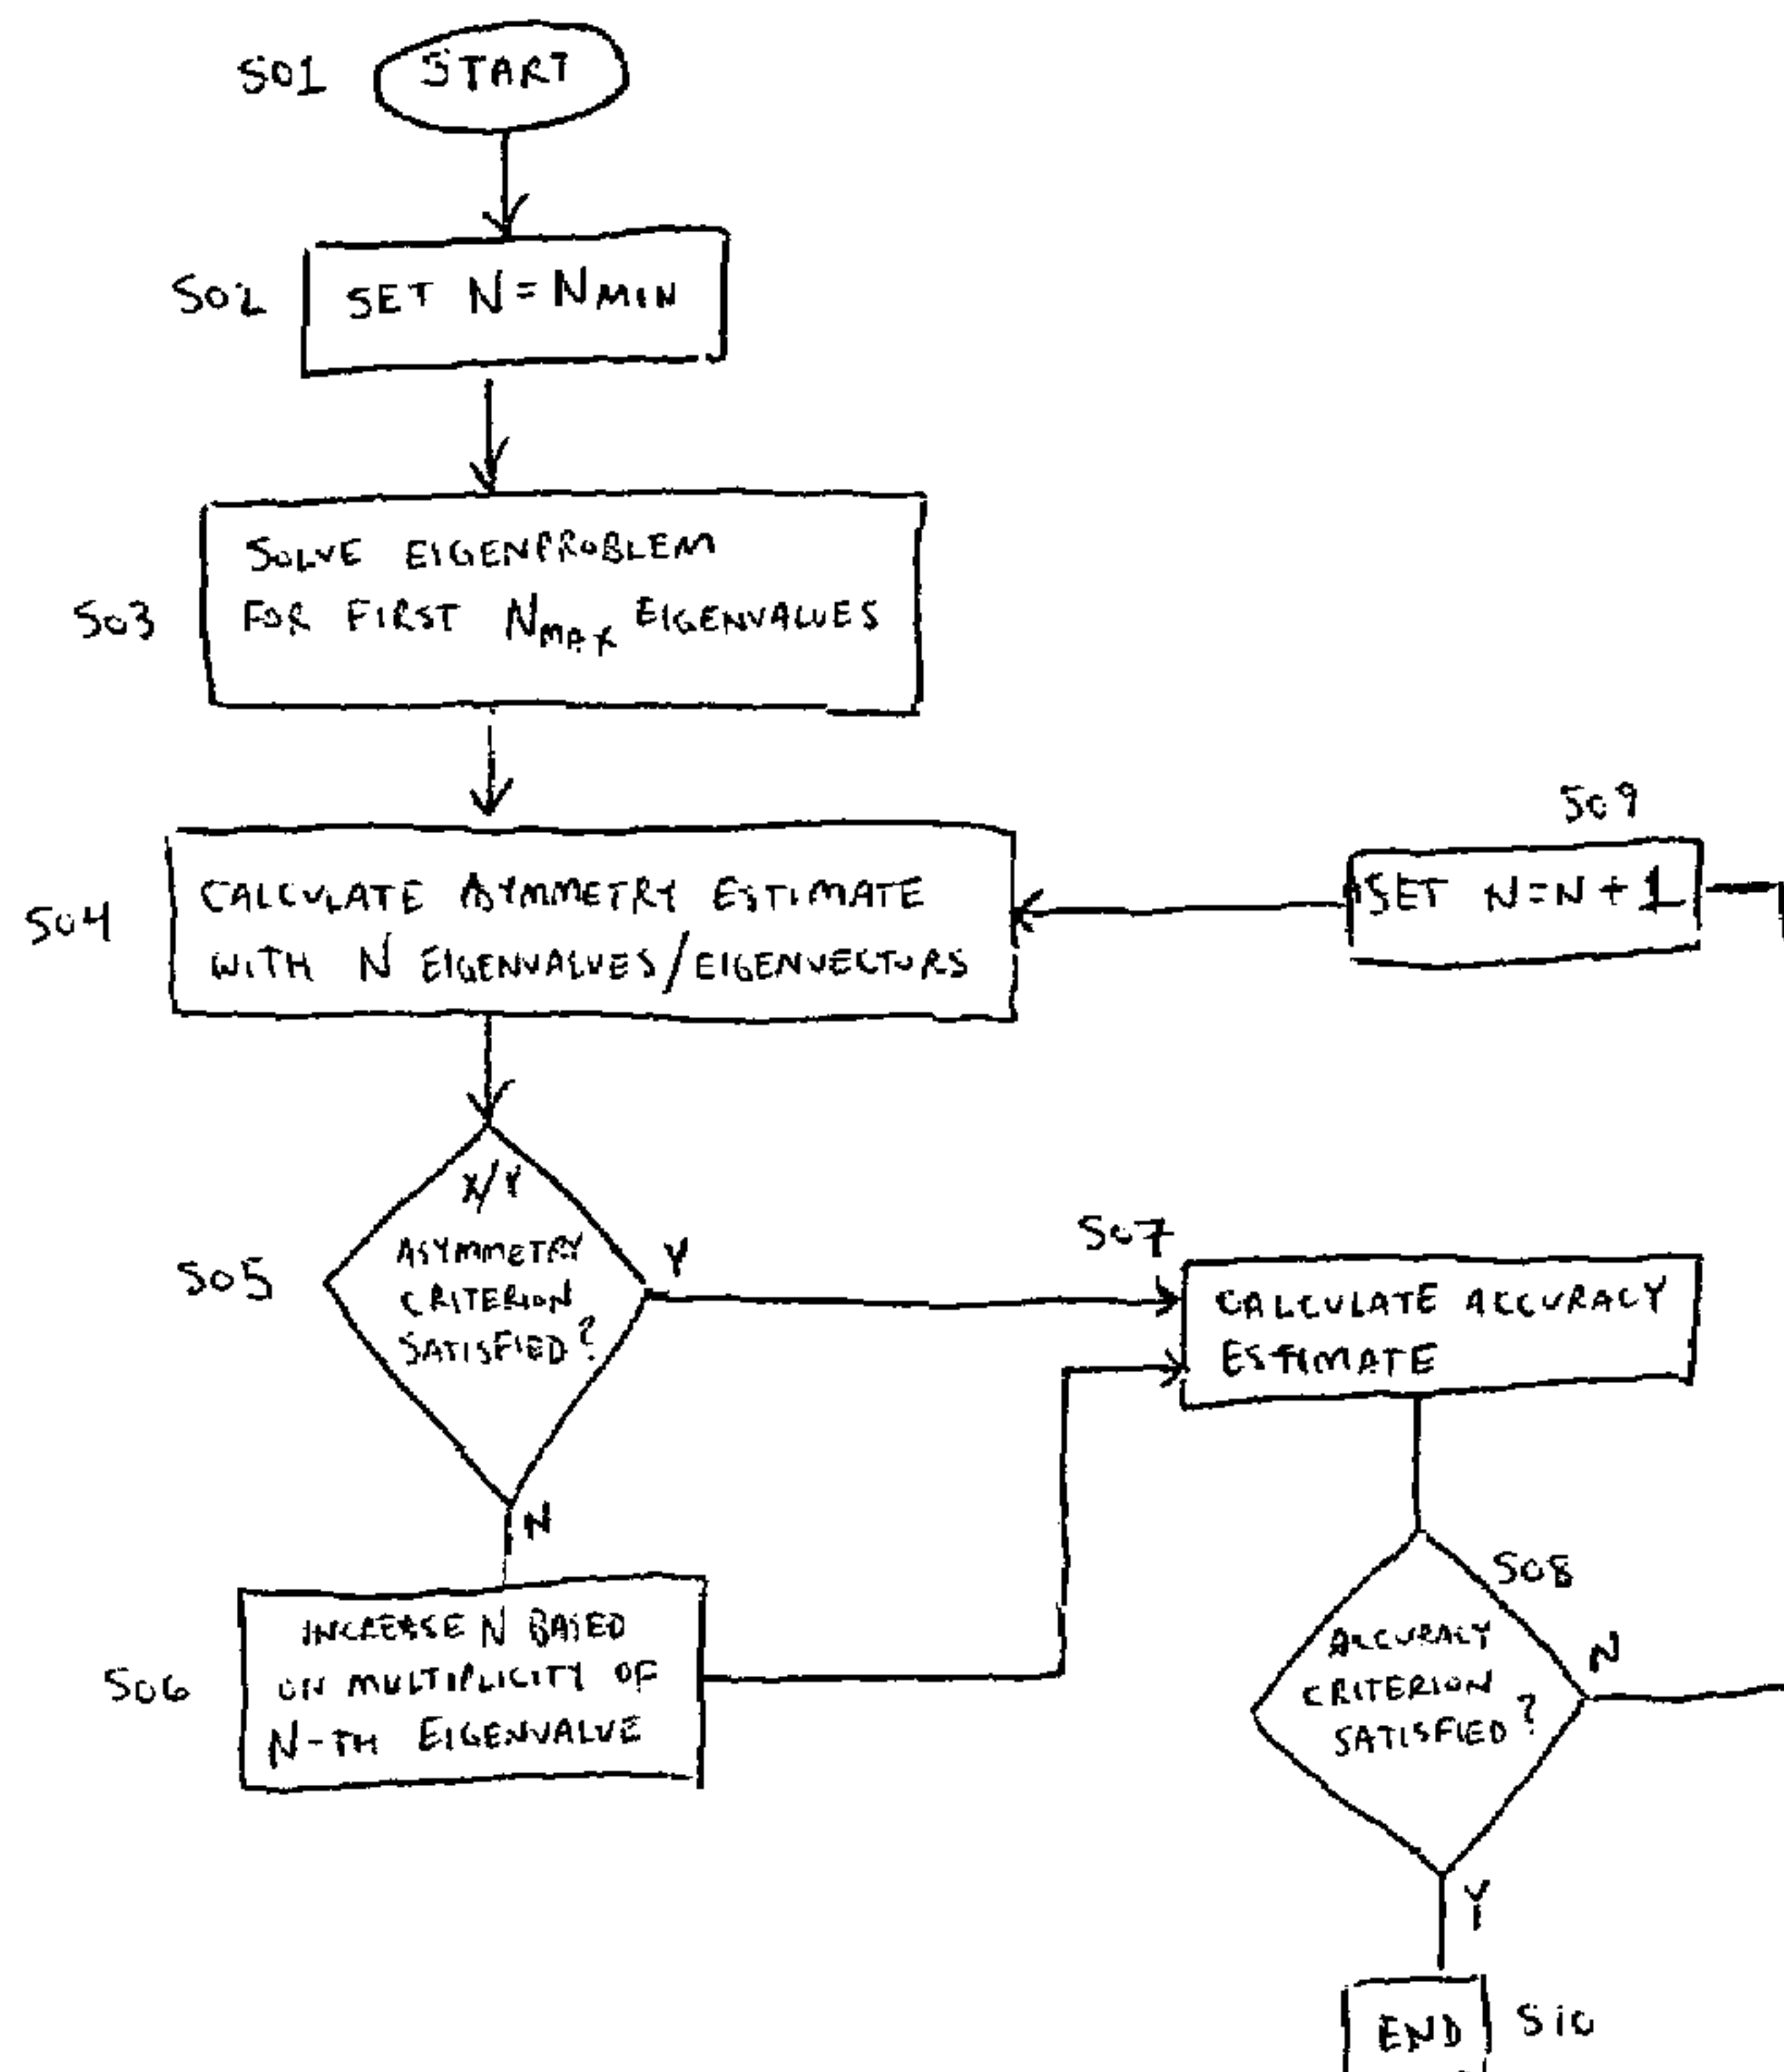 S01
START
S02
SET N = NMIN
S03
SOLVE EIGENPROBLEM
FOR FIRST NMAX EIGENVALUES
S04
CALCULATE ASYMMETRY ESTIMATE
WITH N EIGENVALUES/EIGENVECTORS
S09
SET N=N+1
S05
X/Y
ASYMMETRY
CRITERION
SATISFIED?
Y
N
S06
INCREASE N BASED
ON MULTIPLICITY OF
N-TH EIGENVALUE
S07
CALCULATE ACCURACY
ESTIMATE
S08
ACCURACY
CRITERION
SATISFIED?
N
Y
END
S10